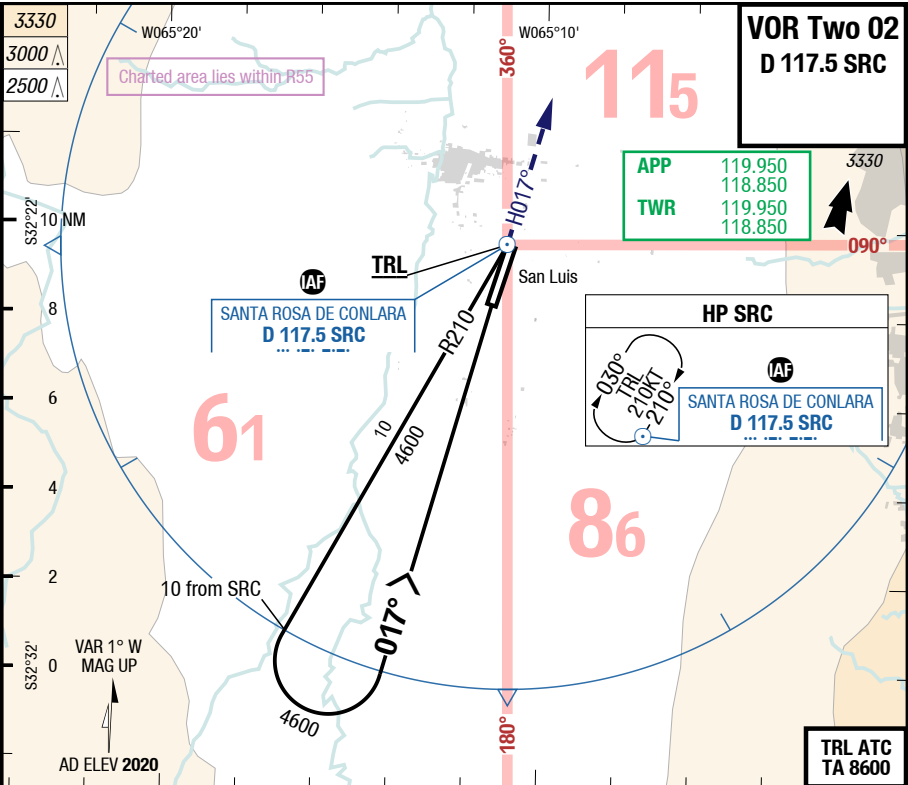 3330
3000
2500
W065°20'
W065°10'
VOR Two 02
D 117.5 SRC
Charted area lies within R55
360°
115
APP 119.950
118.850
TWR 119.950
118.850
3330
H017°
S32°22'
10 NM
090°
TRL
San Luis
IAF
SANTA ROSA DE CONLARA
D 117.5 SRC
HP SRC
030°
TRL
210KT
210°
IAF
SANTA ROSA DE CONLARA
D 117.5 SRC
8
R210
6
61
10
4600
4
86
2
10 from SRC
017°
S32°32'
0
VAR 1° W
MAG UP
4600
180°
AD ELEV 2020
TRL ATC
TA 8600